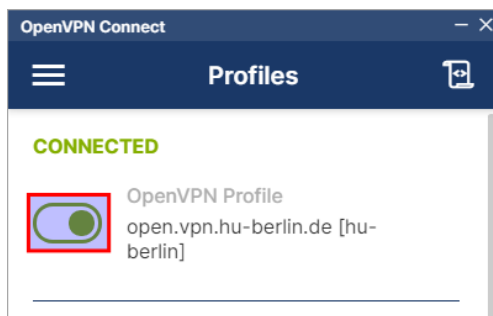 OpenVPN Connect
Profiles
CONNECTED
OpenVPN Profile
open.vpn.hu-berlin.de [hu-
berlin]